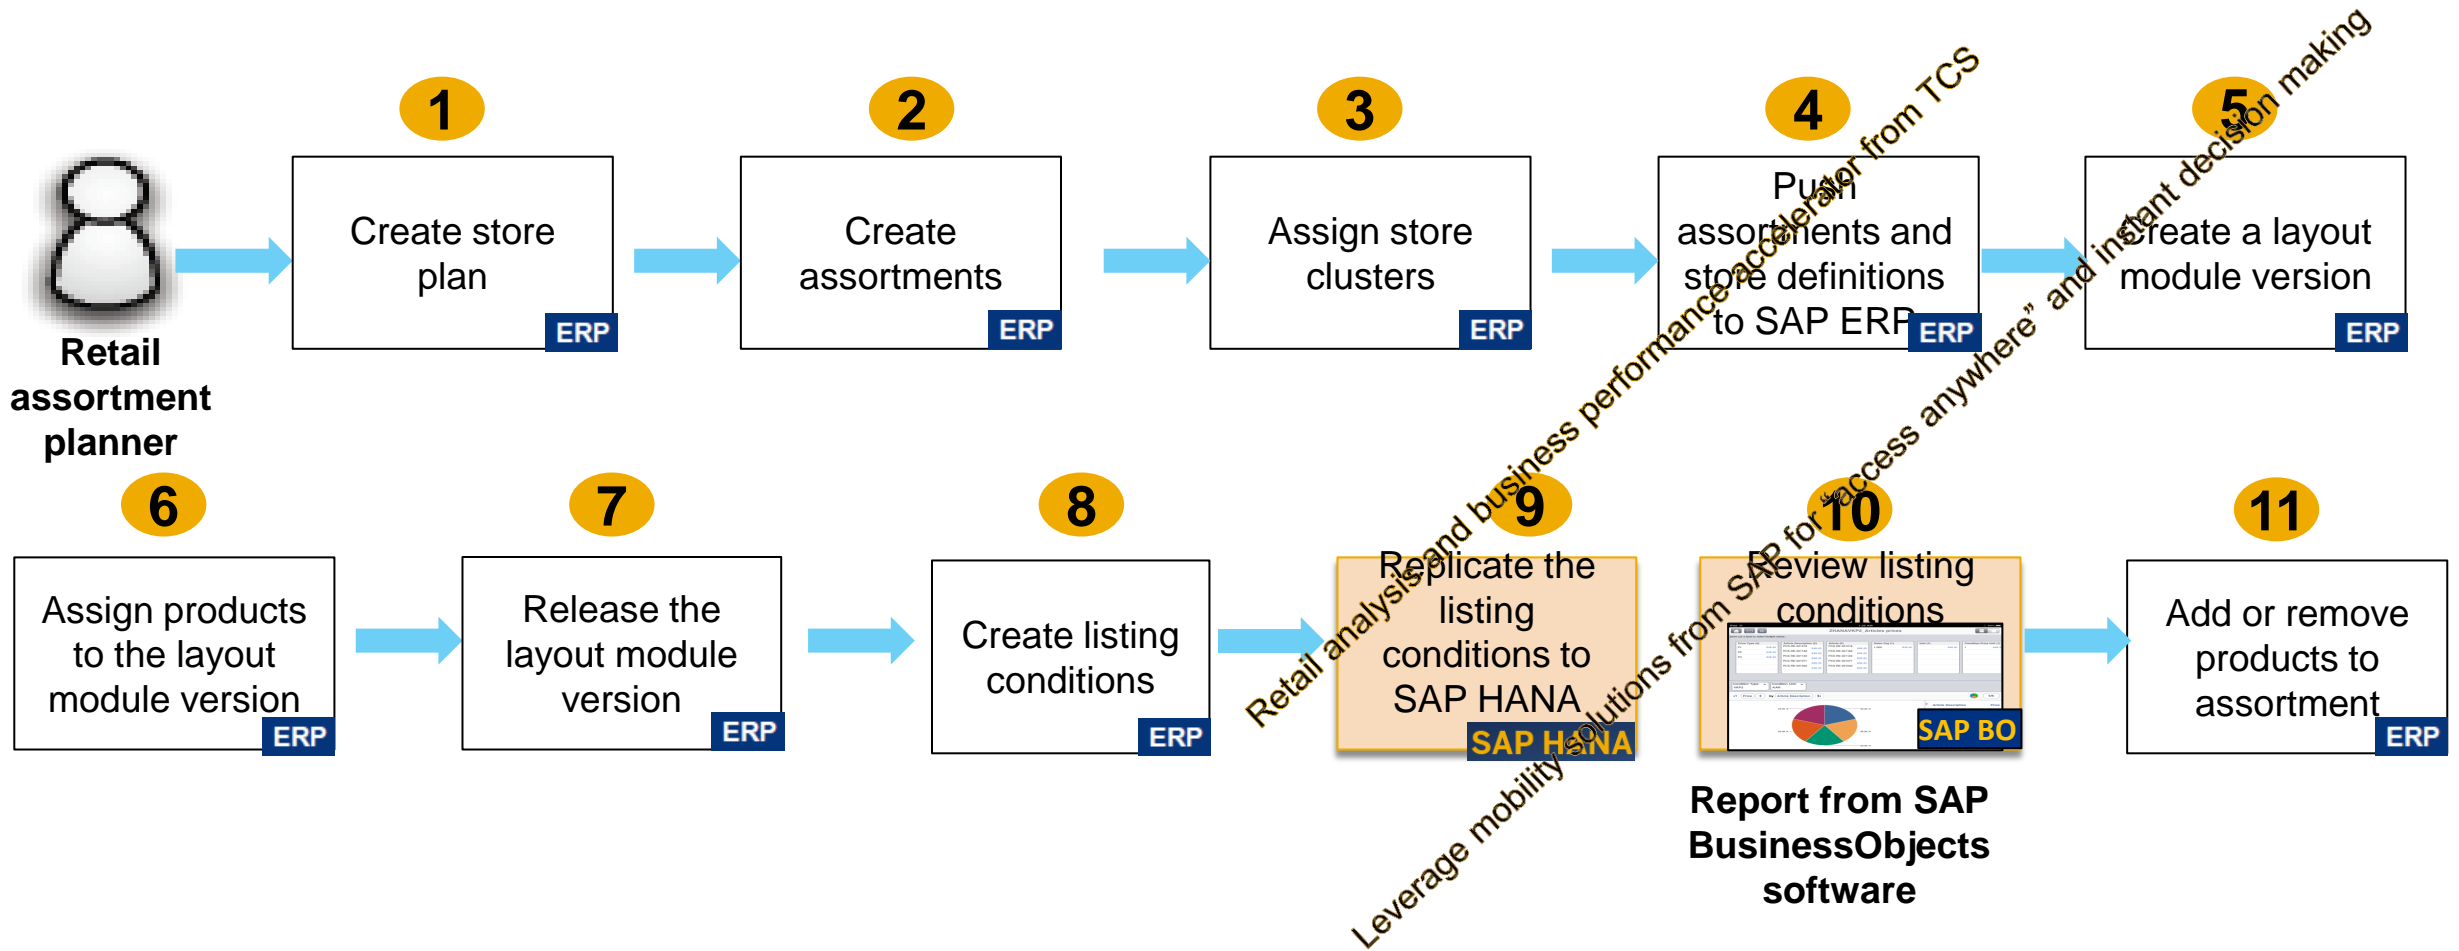 1
2
3
4
5
Create store
plan
ERP
Create
assortments
ERP
Assign store
clusters
ERP
Push
assortments and
store definitions
to SAP ERP
ERP
Create a layout
module version
ERP
Retail
assortment
planner
6
7
8
9
10
11
Assign products
to the layout
module version
ERP
Release the
layout module
version
ERP
Create listing
conditions
ERP
Replicate the
listing
conditions to
SAP HANA
SAP HANA
Review listing
conditions
SAP BO
Add or remove
products to
assortment
ERP
Report from SAP
BusinessObjects
software
Retail analysis and business performance accelerator from TCS
Leverage mobility solutions from SAP for “access anywhere” and instant decision making